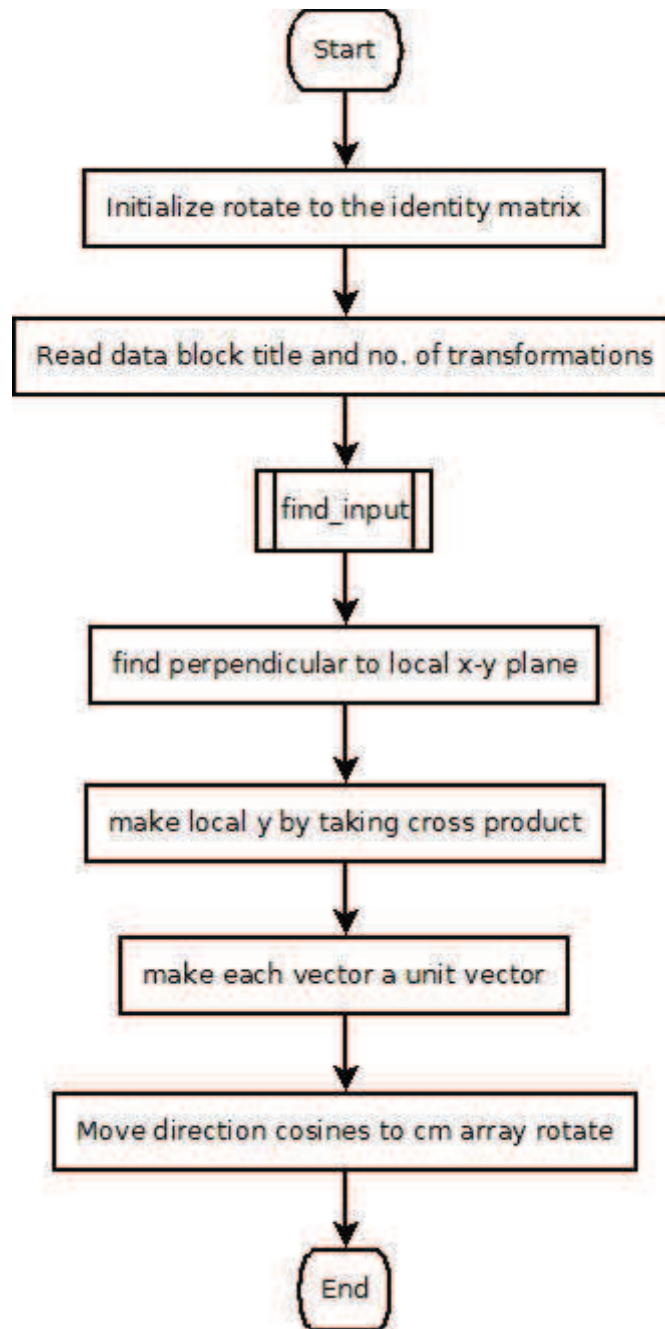 Start
Initialize rotate to the identity matrix
Read data block title and no. of transformations
find_input
find perpendicular to local x-y plane
make local y by taking cross product
make each vector a unit vector
Move direction cosines to cm array rotate
End